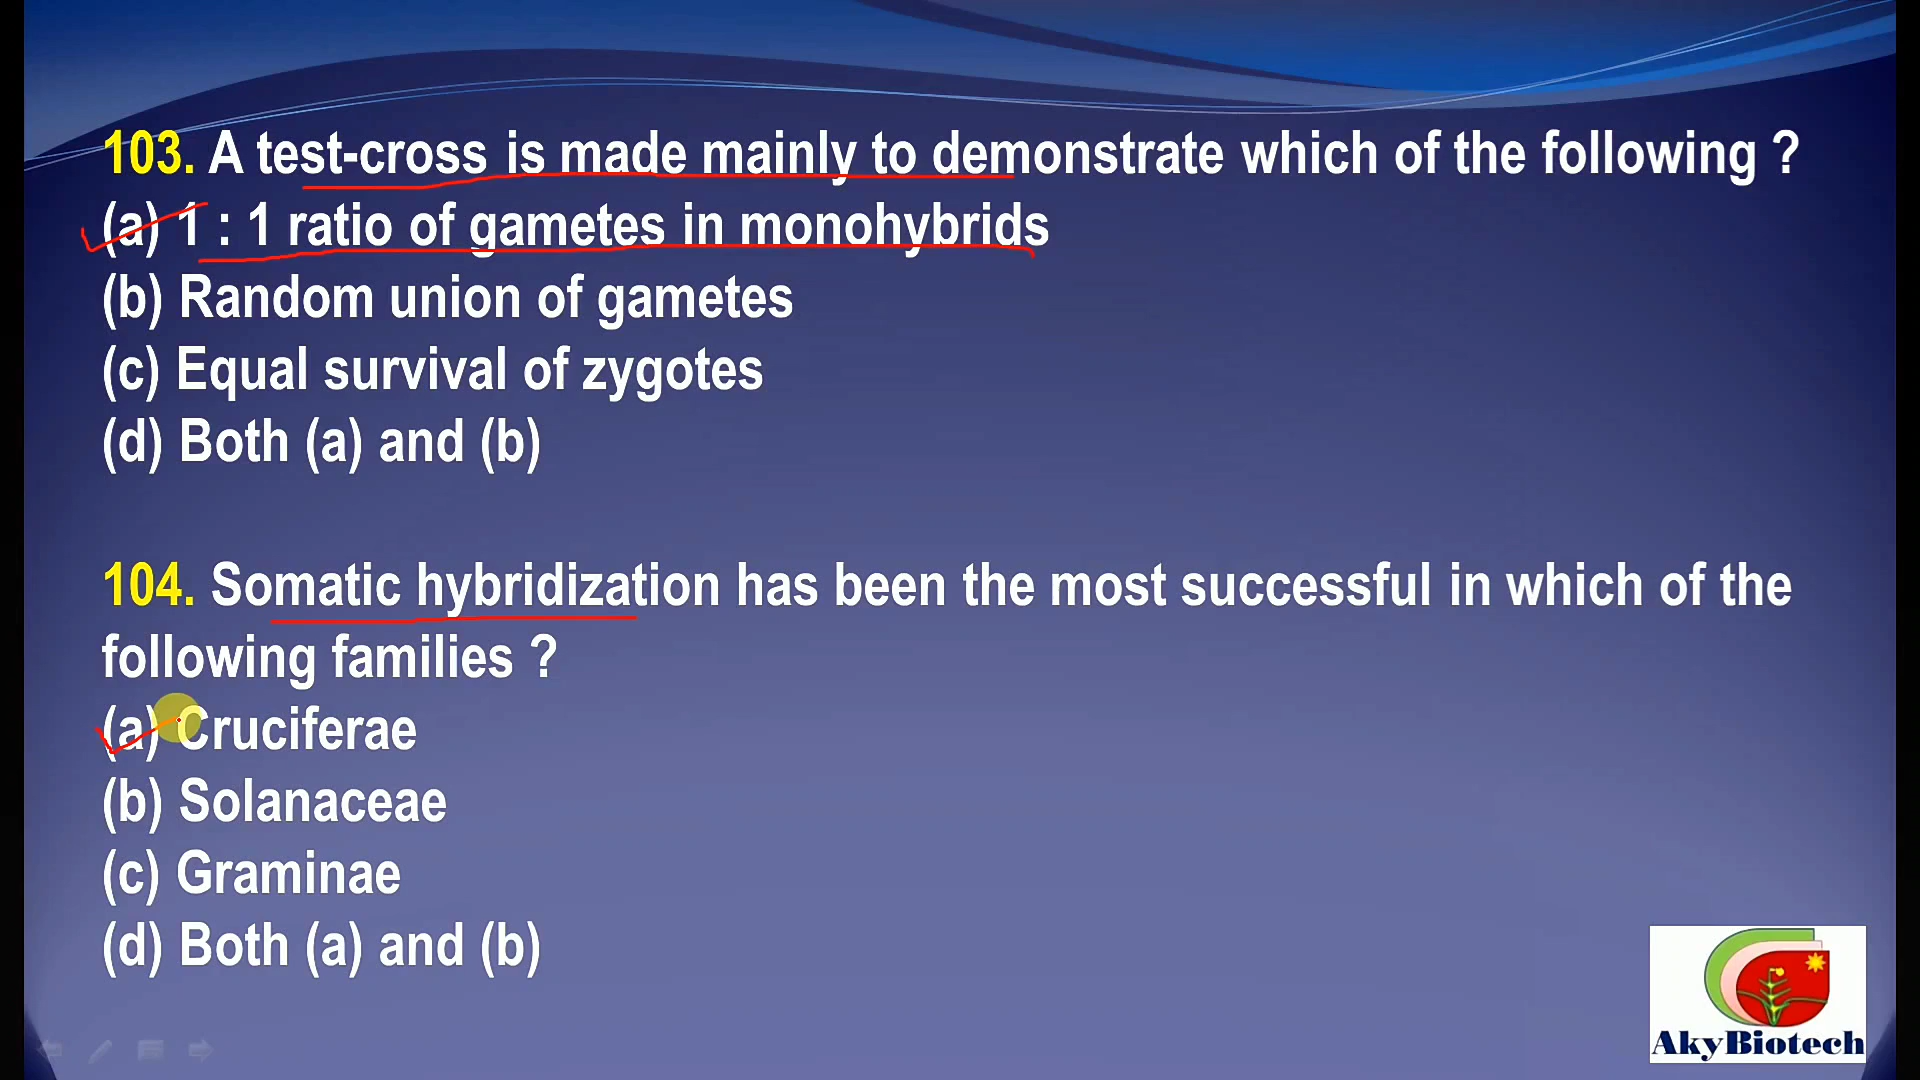 103. A test-cross is made mainly to demonstrate which of the following ?
(a) 1 : 1 ratio of gametes in monohybrids
(b) Random union of gametes
(c) Equal survival of zygotes
(d) Both (a) and (b)
104. Somatic hybridization has been the most successful in which of the
following families ?
(a) Cruciferae
(b) Solanaceae
(c) Graminae
(d) Both (a) and (b)
AkyBiotech